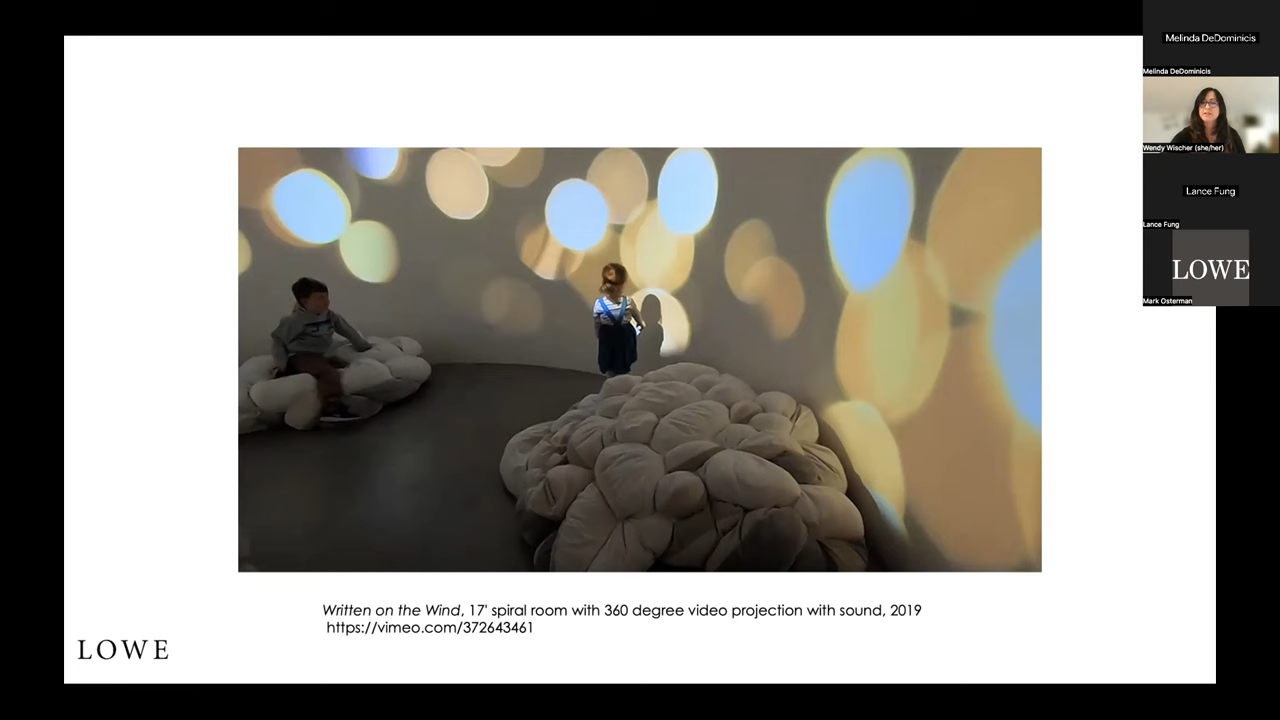 Melinda DeDominicis
Melinda DeDominicis
Wendy Wischer (she/her)
Lance Fung
Lance Fung
LOWE
Mark Osterman
Written on the Wind, 17' spiral room with 360 degree video projection with sound, 2019
https://vimeo.com/372643461
LOWE